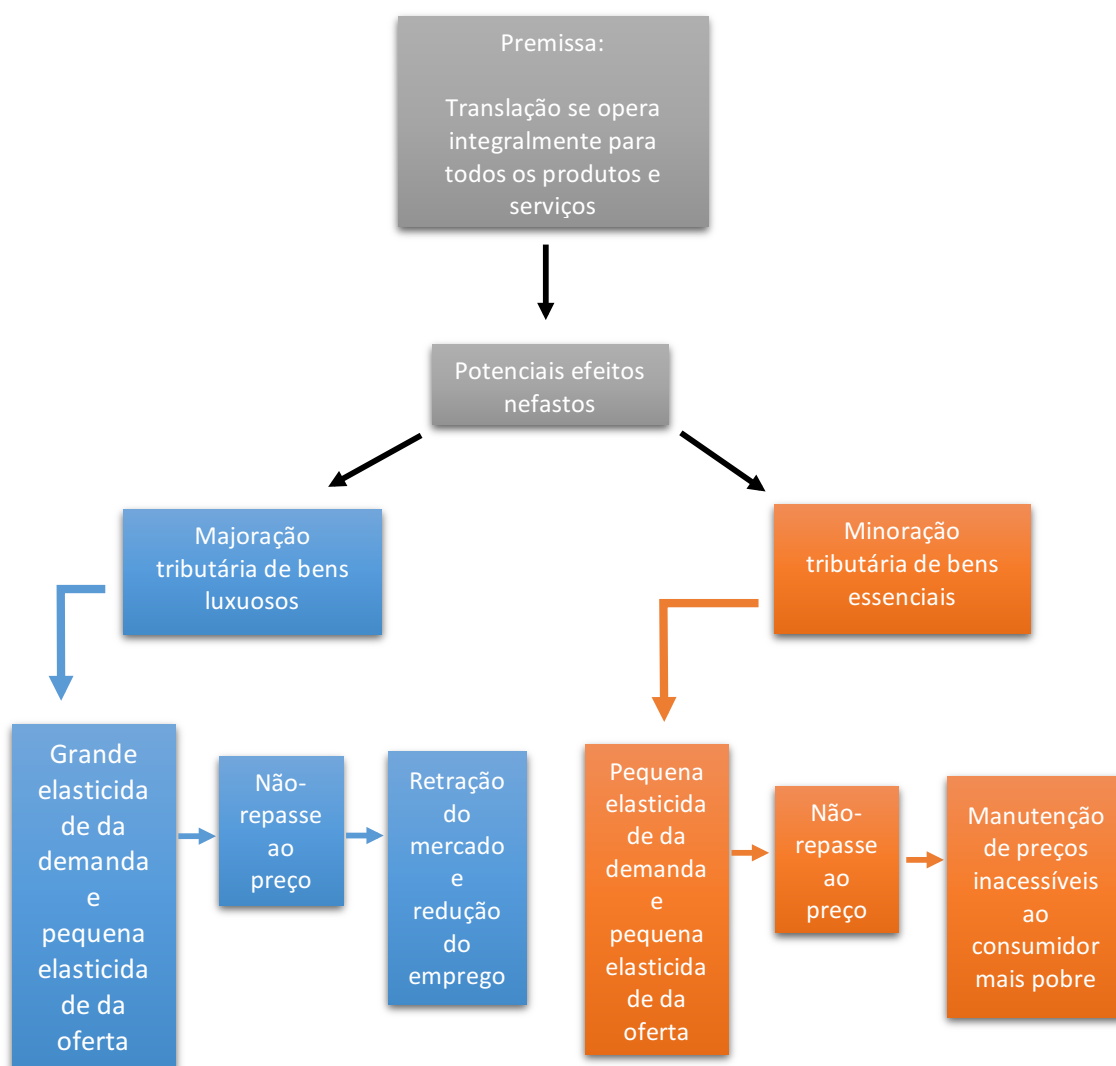 Premissa:
Translação se opera
integralmente para
todos os produtos e
serviços
Potenciais efeitos
nefastos
Majoração
tributária de bens
luxuosos
Minoração
tributária de bens
essenciais
Grande
elasticida
de da
demanda
e
pequena
elasticida
de da
oferta
Não-
repasse
ao
preço
Retração
do
mercado
e
redução
do
emprego
Pequena
elasticida
de da
demanda
e
pequena
elasticida
de da
oferta
Não-
repasse
ao
preço
Manutenção
de preços
inacessíveis
ao
consumidor
mais pobre